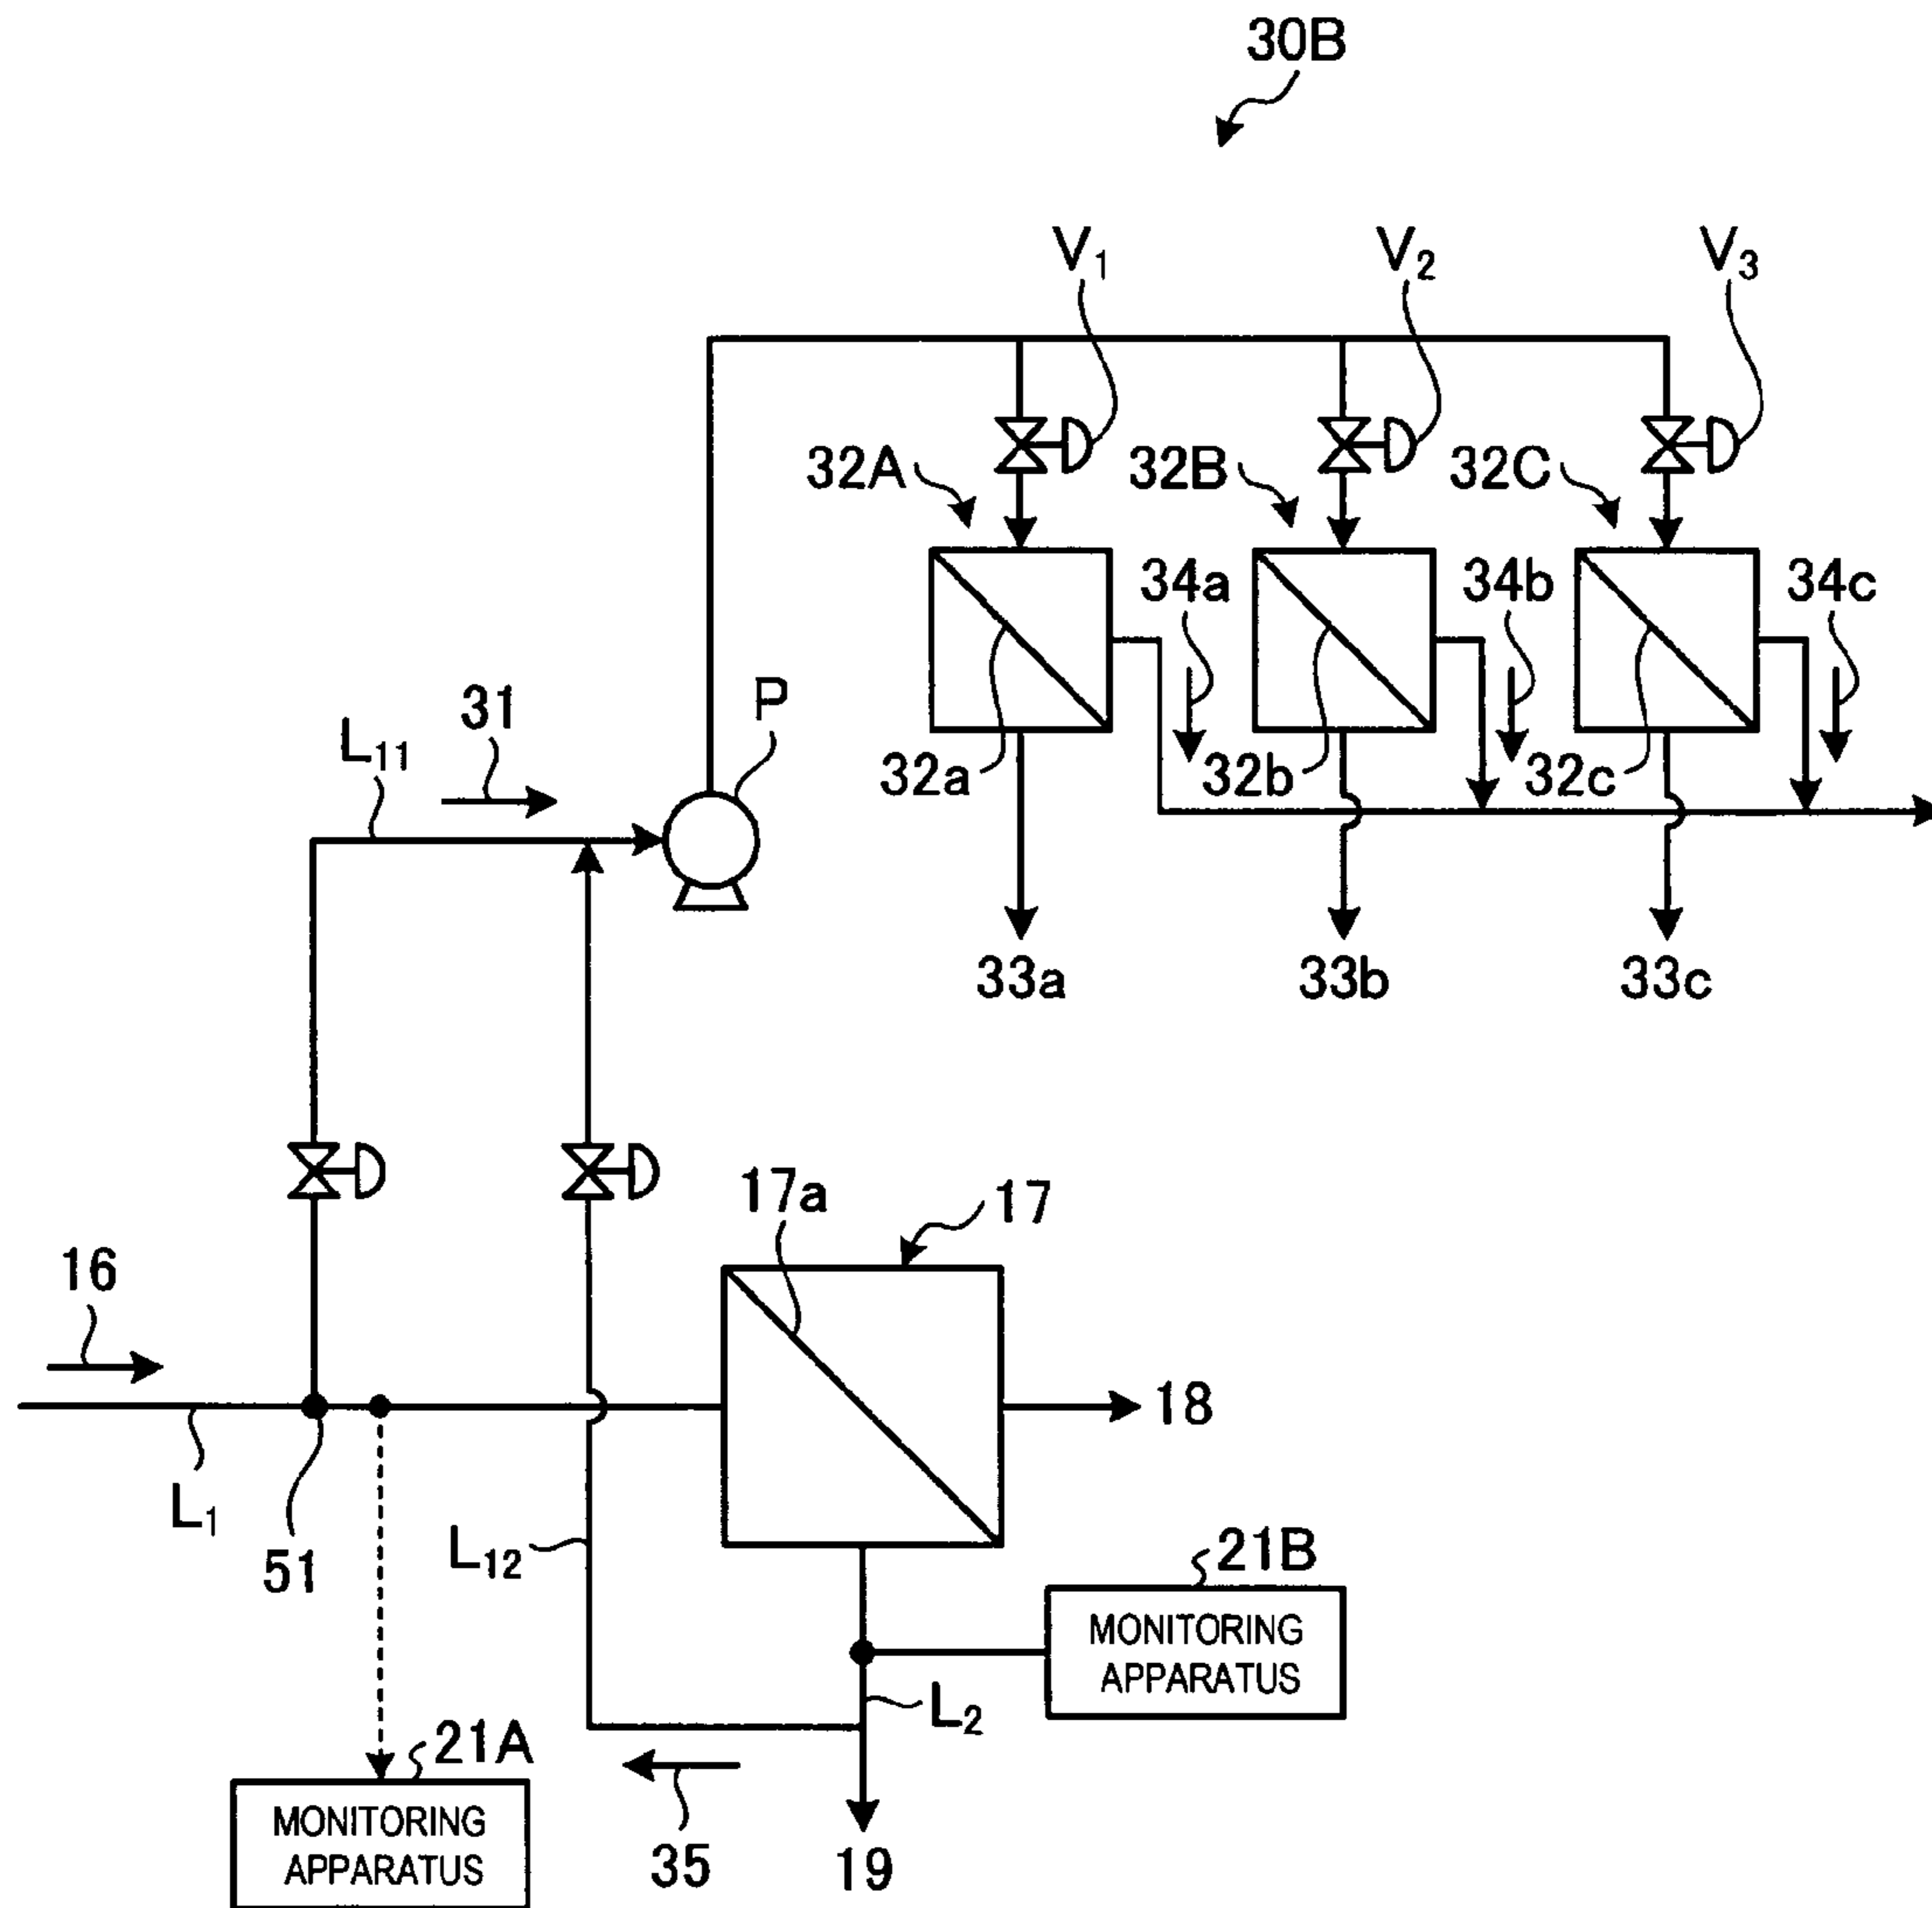 30B
V1 V2 V3
32A 32B 32C
34a 34b 34c
31 P
L11
32a 32b 32c
33a 33b 33c
17a 17
16
18
L1
51 L12 21B
MONITORING
APPARATUS
L2
21A
MONITORING
APPARATUS
35 19